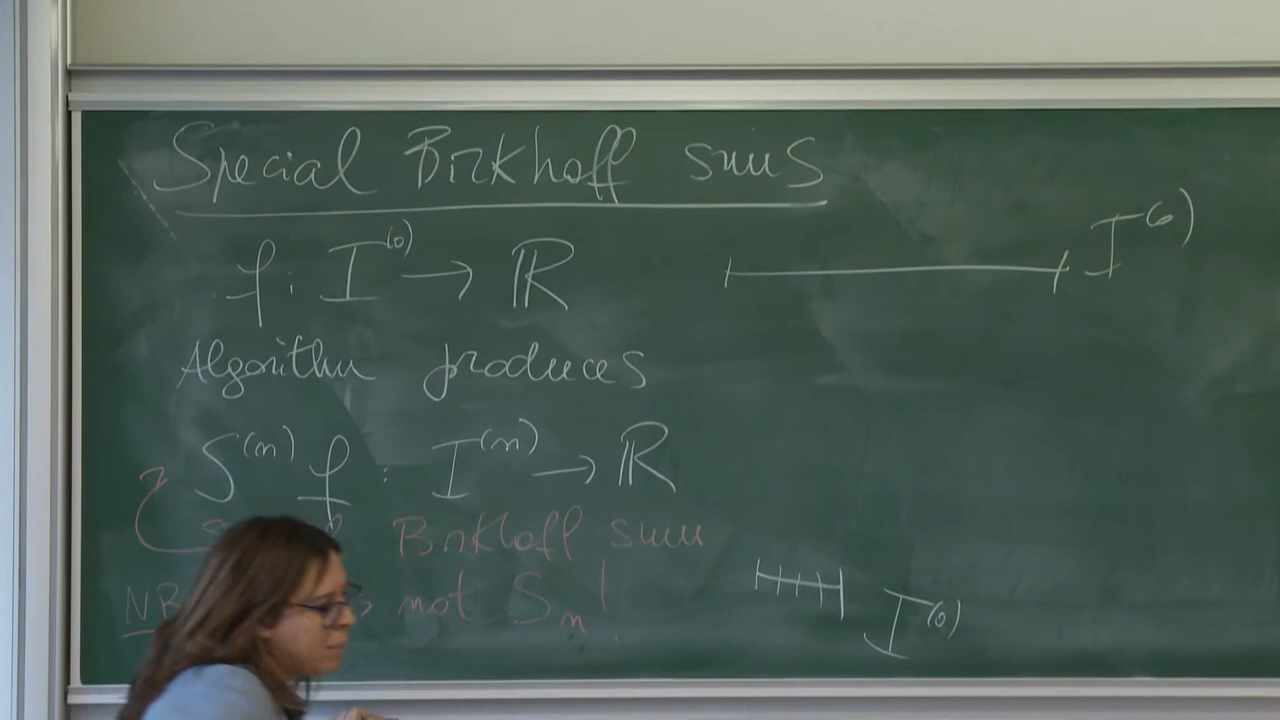 Special Birkhoff sums
f: I^(0) → ℝ
I^(0)
Algorithm produces
S^(n) f : I^(n) → ℝ
Birkhoff sum
NB not S_n!
I^(0)